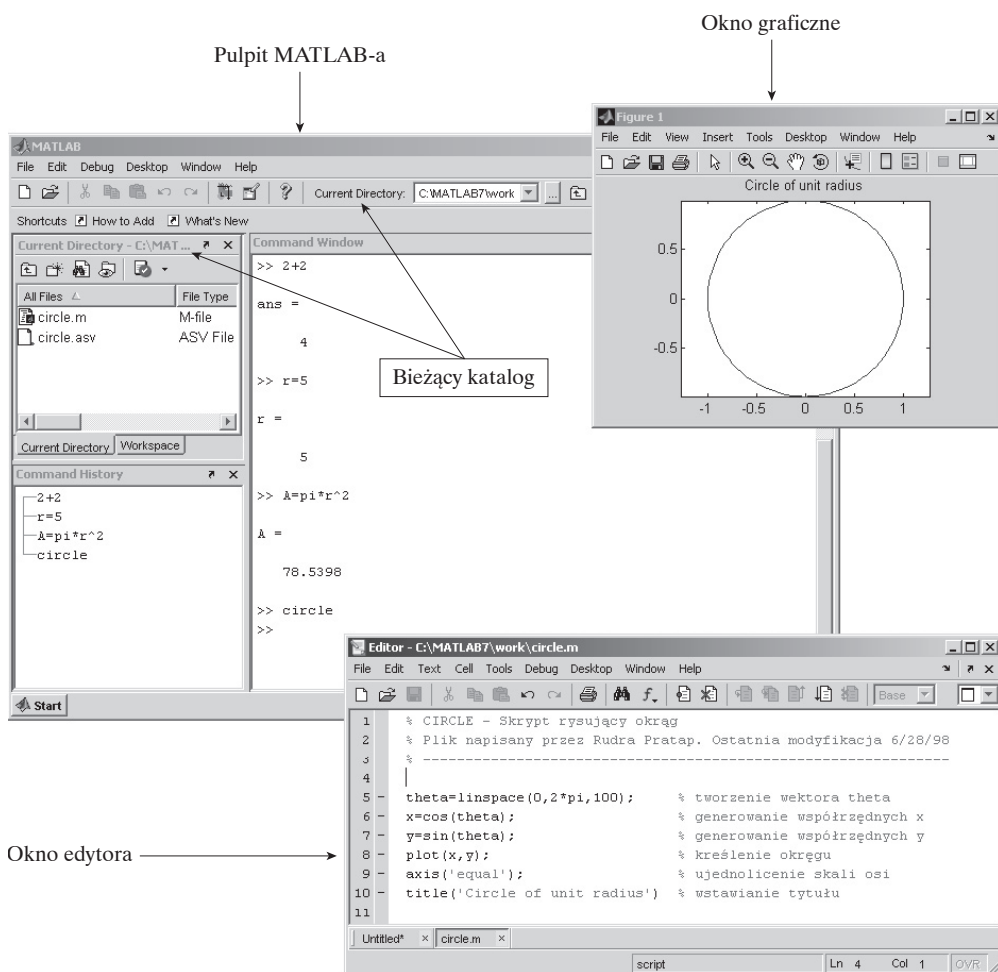 Okno graficzne
Pulpit MATLAB-a
MATLAB
File Edit Debug Desktop Window Help
Current Directory: C:\MATLAB7\work
Shortcuts How to Add What's New
Current Directory - C:\MAT...
All Files File Type
circle.m M-file
circle.asv ASV File
Current Directory Workspace
Command History
2+2
r=5
A=pi*r^2
circle
Start
Command Window
>> 2+2
ans =
4
>> r=5
r =
5
>> A=pi*r^2
A =
78.5398
>> circle
>>
Bieżący katalog
Figure 1
File Edit View Insert Tools Desktop Window Help
Circle of unit radius
0.5
0
-0.5
-1 -0.5 0 0.5 1
Okno edytora
Editor - C:\MATLAB7\work\circle.m
File Edit Text Cell Tools Debug Desktop Window Help
Base
1 % CIRCLE - Skrypt rysujący okrąg
2 % Plik napisany przez Rudra Pratap. Ostatnia modyfikacja 6/28/98
3 % --------------------------------------------------------------
4
5 - theta=linspace(0,2*pi,100); % tworzenie wektora theta
6 - x=cos(theta); % generowanie współrzędnych x
7 - y=sin(theta); % generowanie współrzędnych y
8 - plot(x,y); % kreślenie okręgu
9 - axis('equal'); % ujednolicenie skali osi
10 - title('Circle of unit radius') % wstawianie tytułu
11
Untitled* × circle.m ×
script Ln 4 Col 1 OVR